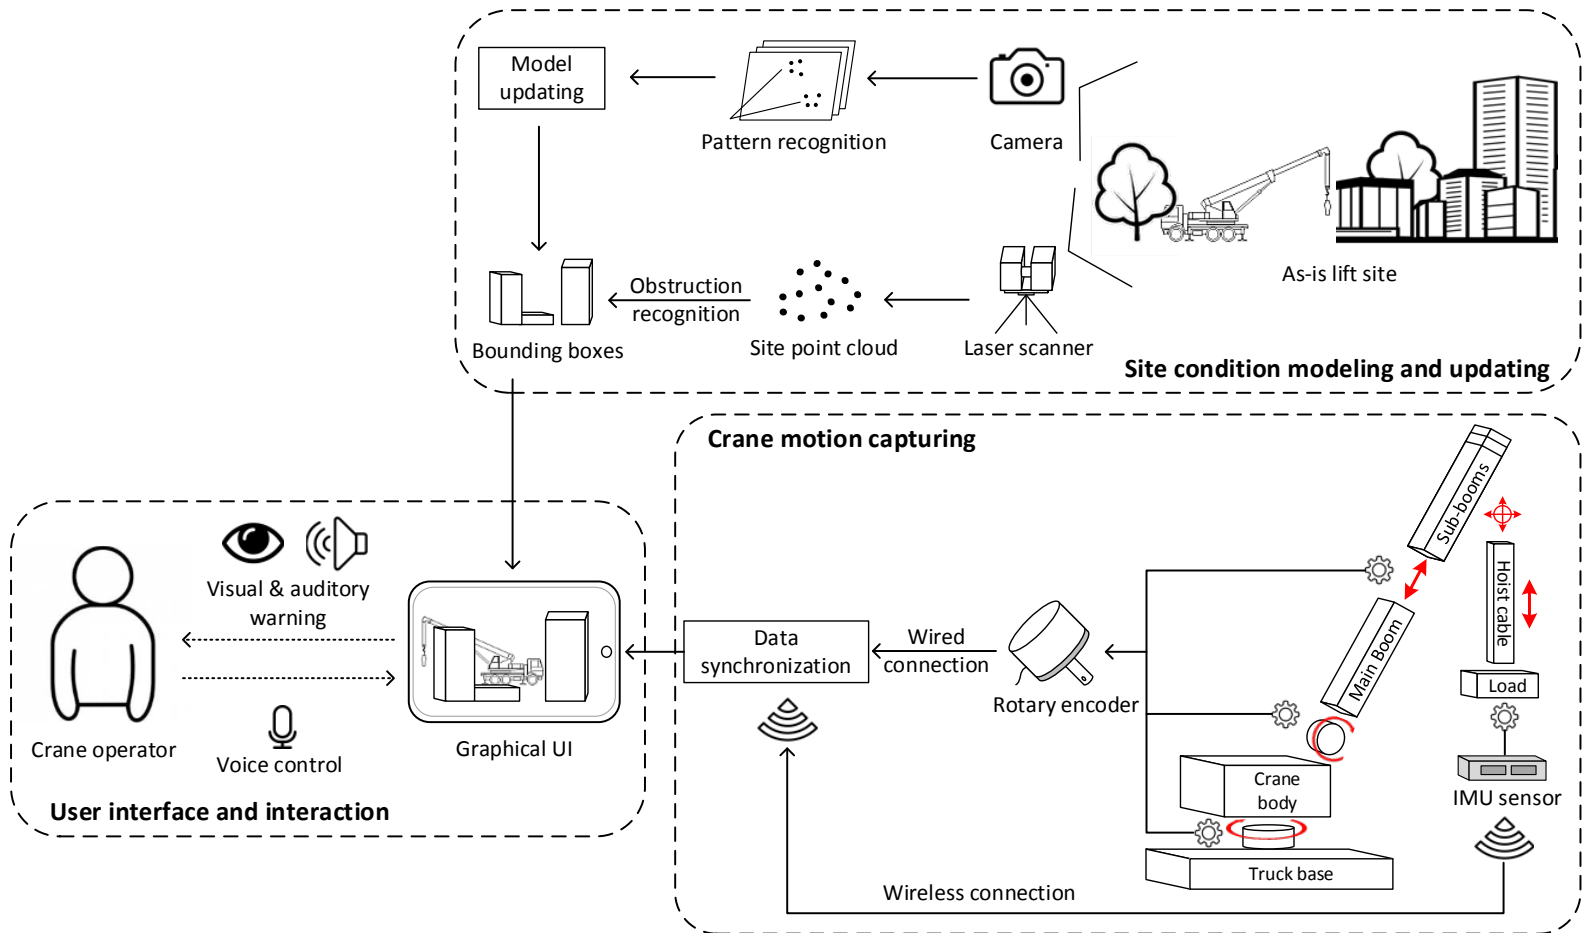 Model
updating
Pattern recognition
Camera
As-is lift site
Obstruction
recognition
Bounding boxes
Site point cloud
Laser scanner
Site condition modeling and updating
Crane motion capturing
Sub-booms
Hoist cable
Main Boom
Load
Visual & auditory
warning
Data
synchronization
Wired
connection
Rotary encoder
Crane operator
Voice control
Graphical UI
User interface and interaction
Crane
body
IMU sensor
Truck base
Wireless connection